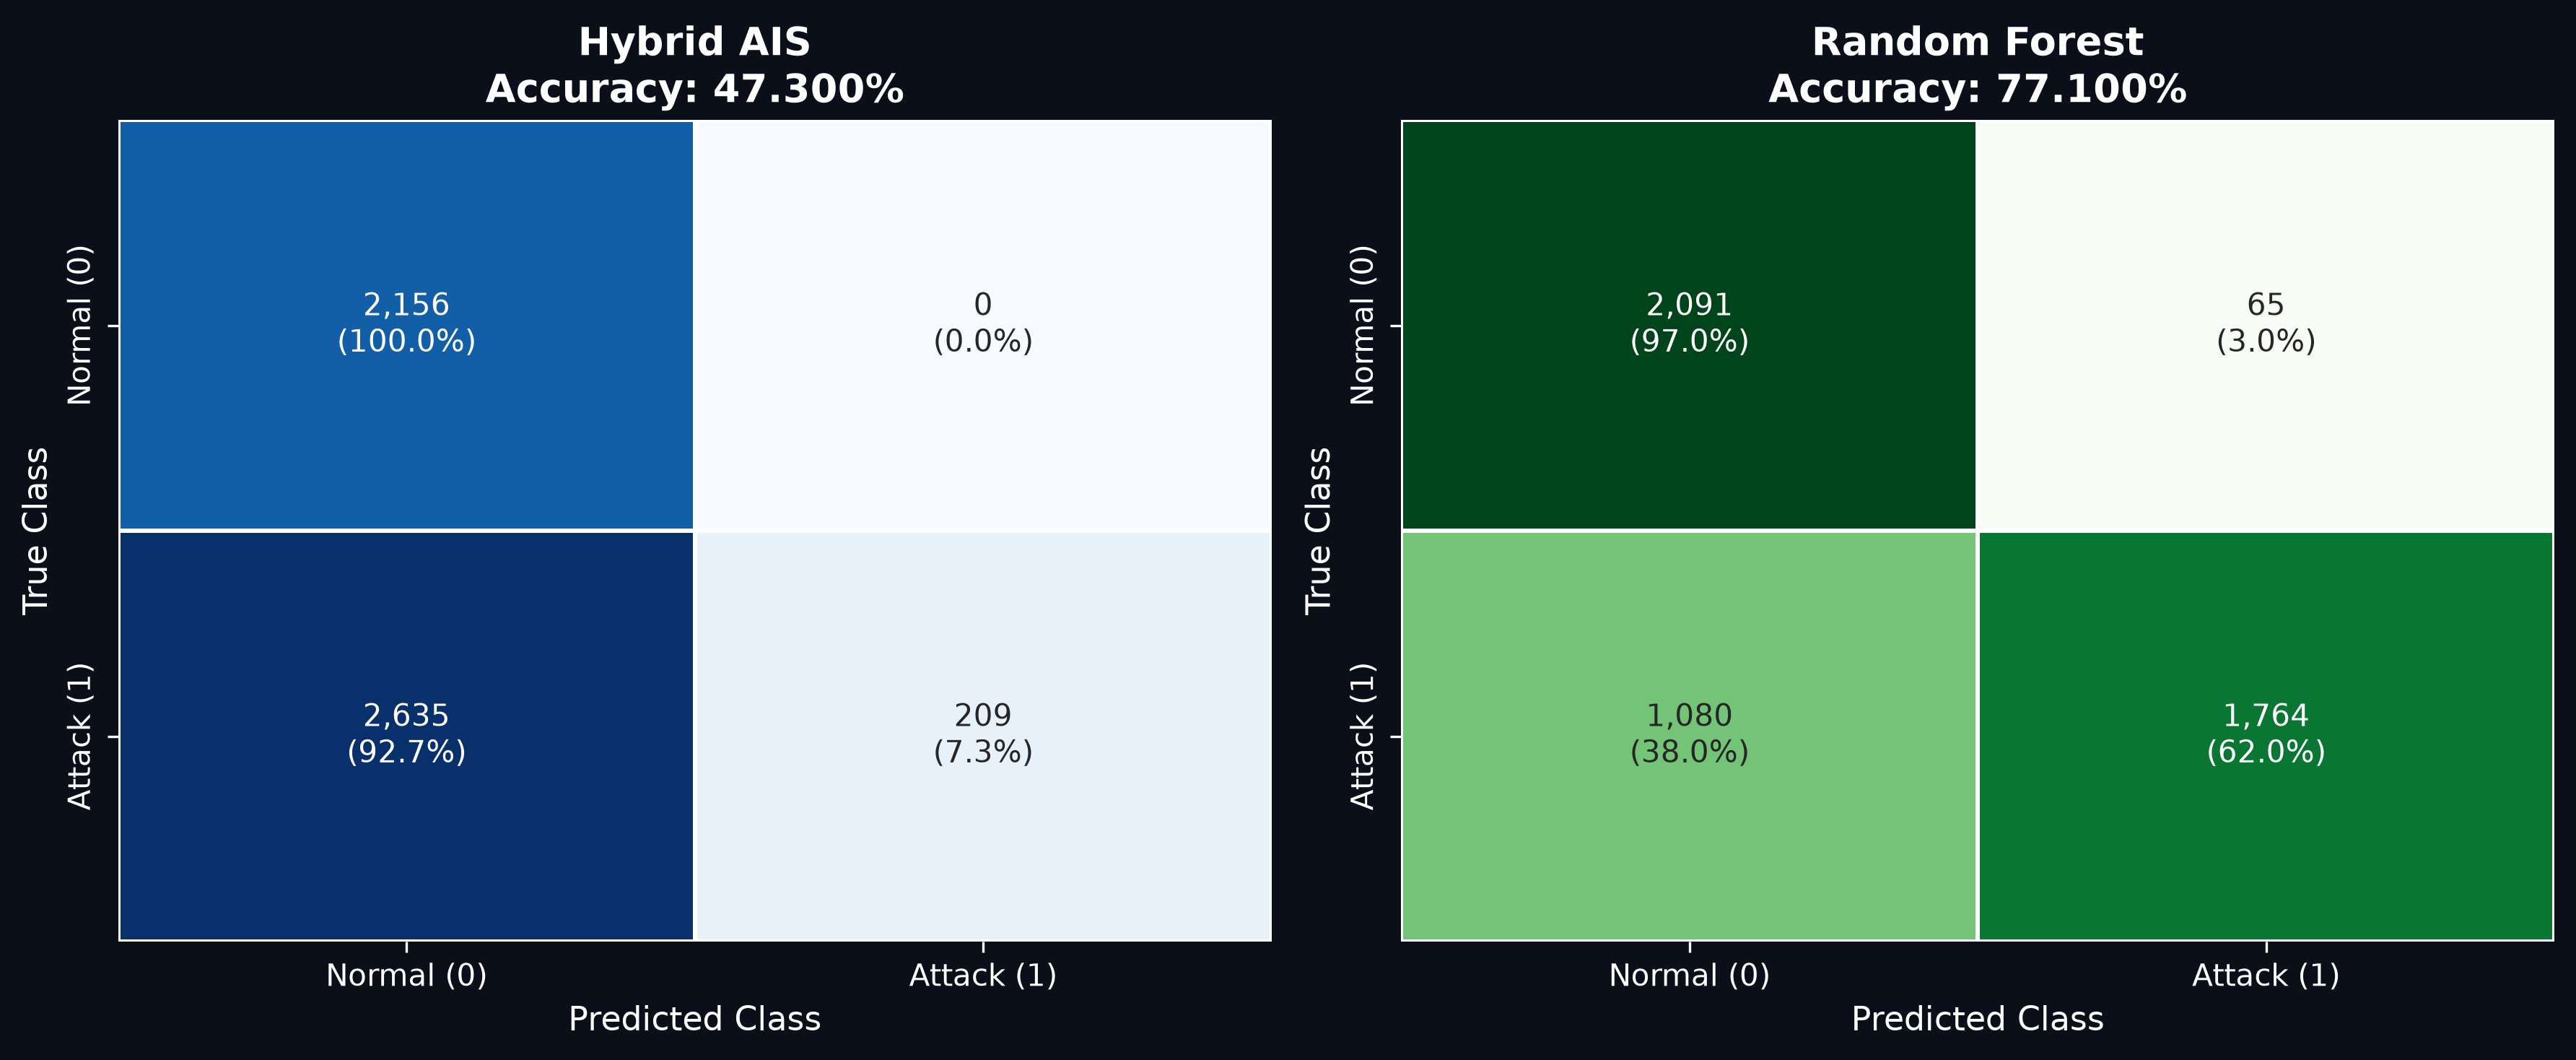 Hybrid AIS
Accuracy: 47.300%
True Class
Normal (0)
Attack (1)
2,156
(100.0%)
0
(0.0%)
2,635
(92.7%)
209
(7.3%)
Normal (0)
Attack (1)
Predicted Class
Random Forest
Accuracy: 77.100%
True Class
Normal (0)
Attack (1)
2,091
(97.0%)
65
(3.0%)
1,080
(38.0%)
1,764
(62.0%)
Normal (0)
Attack (1)
Predicted Class